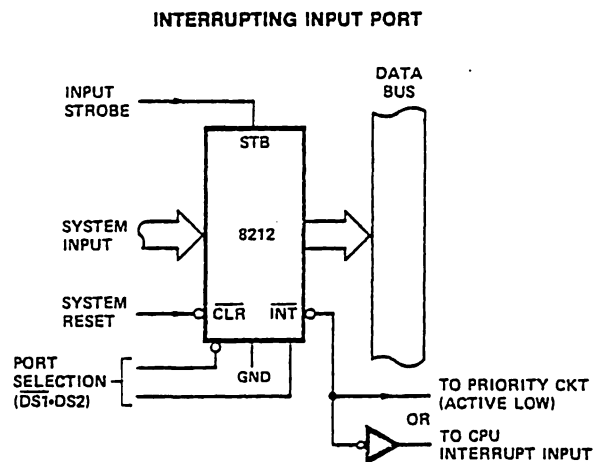 INTERRUPTING INPUT PORT
DATA
BUS
INPUT
STROBE
STB
SYSTEM
INPUT
8212
SYSTEM
RESET
CLR
INT
PORT
SELECTION
(DS1•DS2)
GND
TO PRIORITY CKT
(ACTIVE LOW)
OR
TO CPU
INTERRUPT INPUT